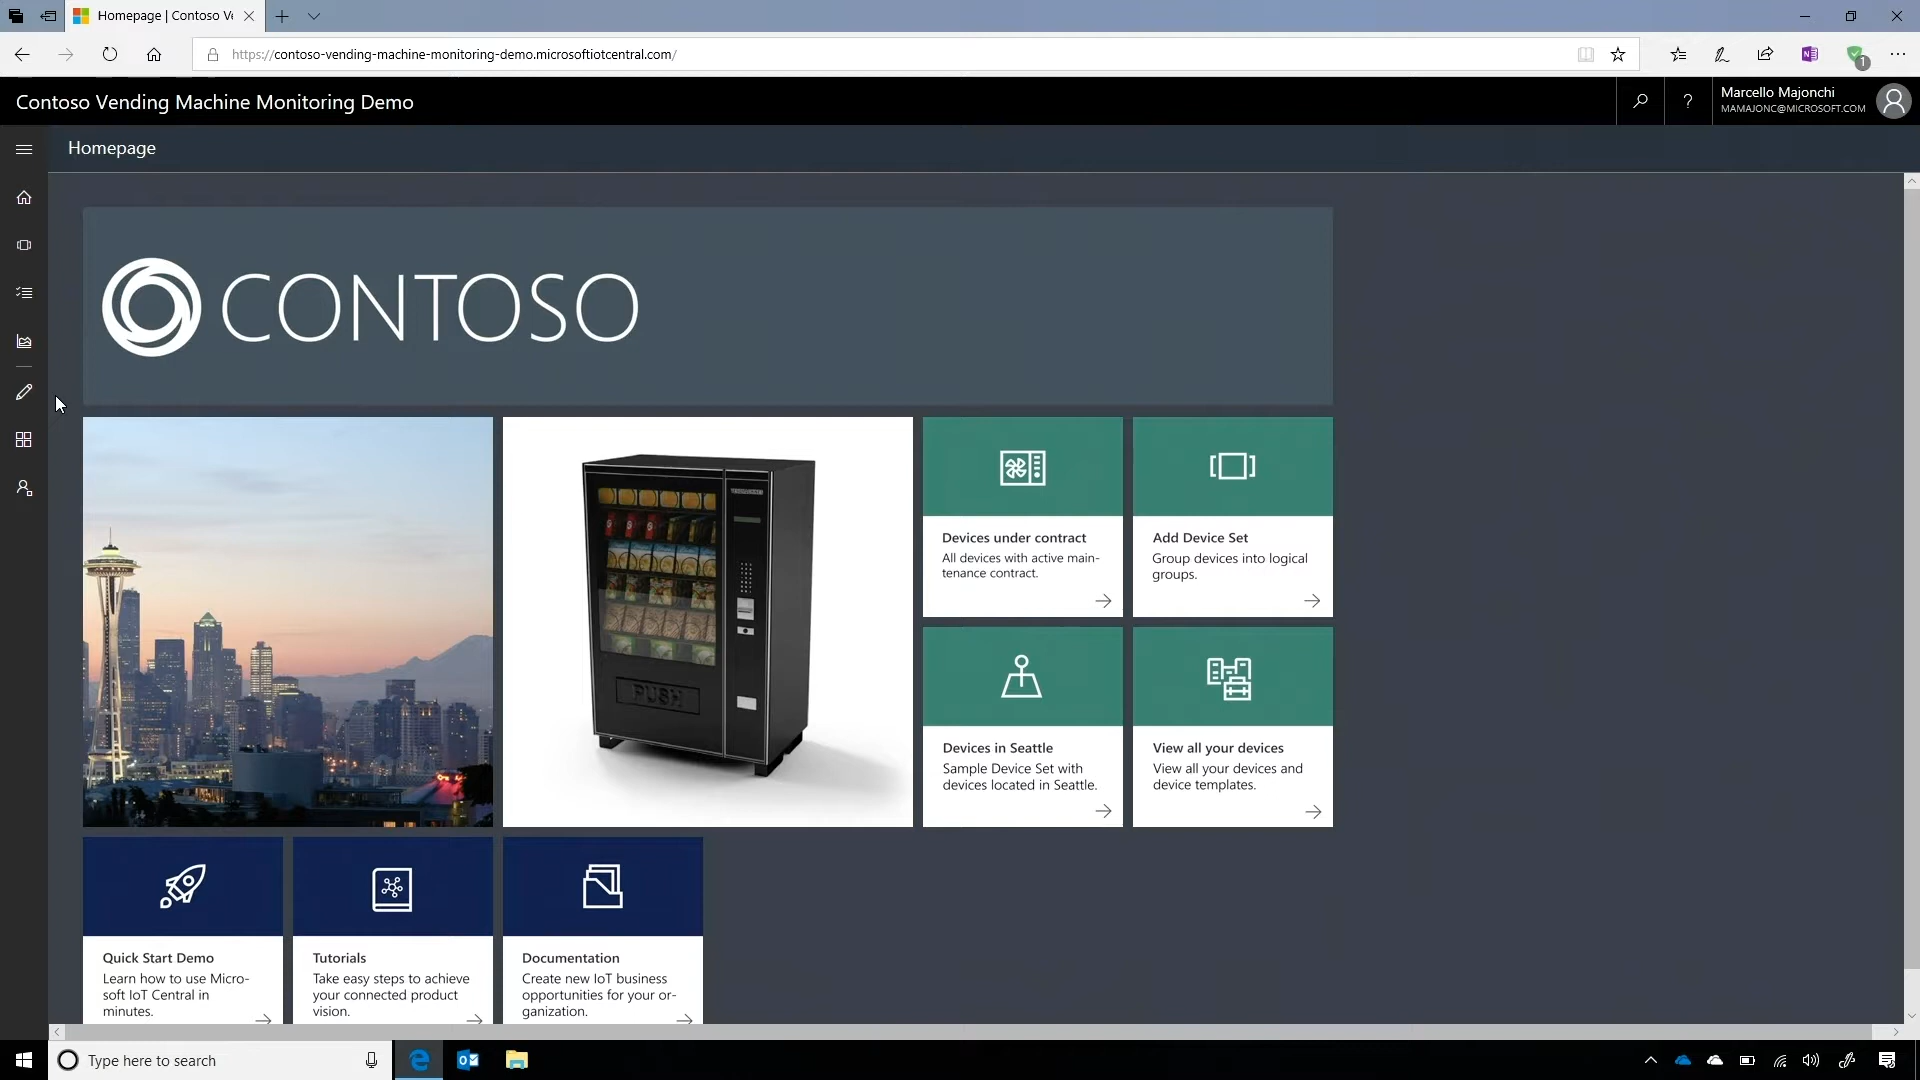 Homepage | Contoso Ve
https://contoso-vending-machine-monitoring-demo.microsoftiotcentral.com/
1
Contoso Vending Machine Monitoring Demo
?
Marcello Majonchi
MAMAJONC@MICROSOFT.COM
Homepage
CONTOSO
PUSH
Devices under contract
All devices with active main-
tenance contract.
Add Device Set
Group devices into logical
groups.
Devices in Seattle
Sample Device Set with
devices located in Seattle.
View all your devices
View all your devices and
device templates.
Quick Start Demo
Learn how to use Micro-
soft IoT Central in
minutes.
Tutorials
Take easy steps to achieve
your connected product
vision.
Documentation
Create new IoT business
opportunities for your or-
ganization.
Type here to search